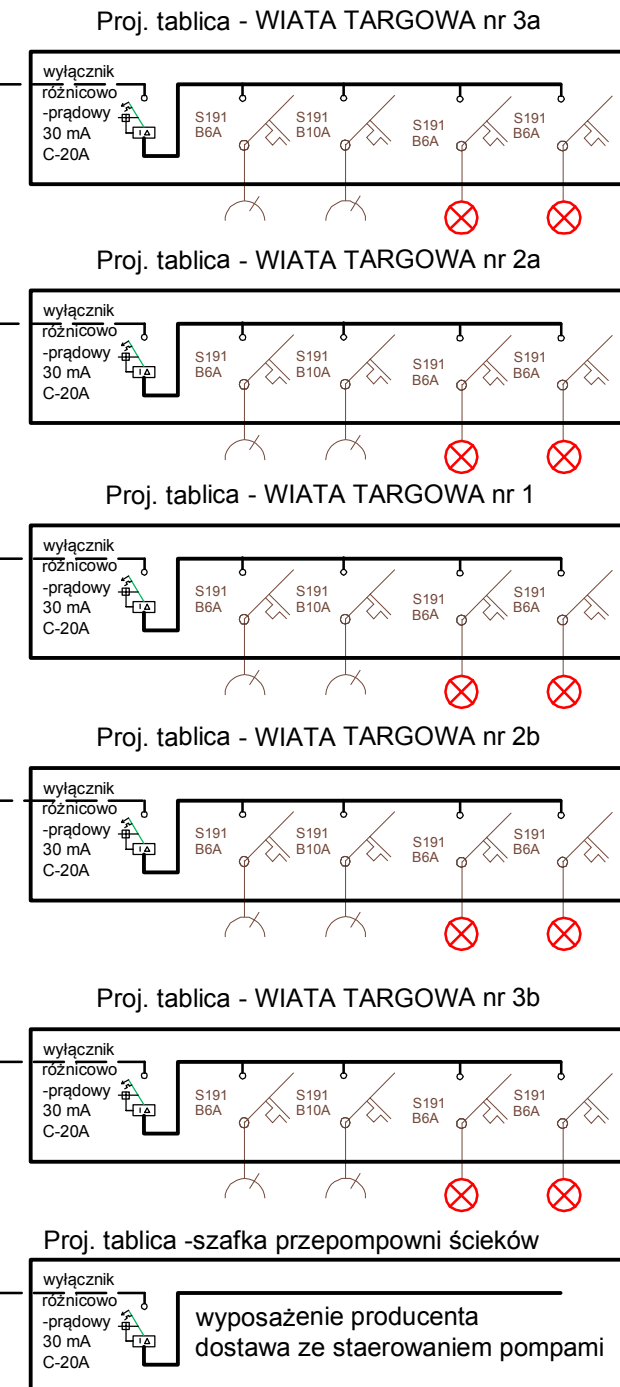 Proj. tablica - WIATA TARGOWA nr 3a
wyłącznik
różnicowo
-prądowy
30 mA
C-20A
S191
B6A
S191
B10A
S191
B6A
S191
B6A
Proj. tablica - WIATA TARGOWA nr 2a
wyłącznik
różnicowo
-prądowy
30 mA
C-20A
S191
B6A
S191
B10A
S191
B6A
S191
B6A
Proj. tablica - WIATA TARGOWA nr 1
wyłącznik
różnicowo
-prądowy
30 mA
C-20A
S191
B6A
S191
B10A
S191
B6A
S191
B6A
Proj. tablica - WIATA TARGOWA nr 2b
wyłącznik
różnicowo
-prądowy
30 mA
C-20A
S191
B6A
S191
B10A
S191
B6A
S191
B6A
Proj. tablica - WIATA TARGOWA nr 3b
wyłącznik
różnicowo
-prądowy
30 mA
C-20A
S191
B6A
S191
B10A
S191
B6A
S191
B6A
Proj. tablica -szafka przepompowni ścieków
wyłącznik
różnicowo
-prądowy
30 mA
C-20A
wyposażenie producenta
dostawa ze staerowaniem pompami